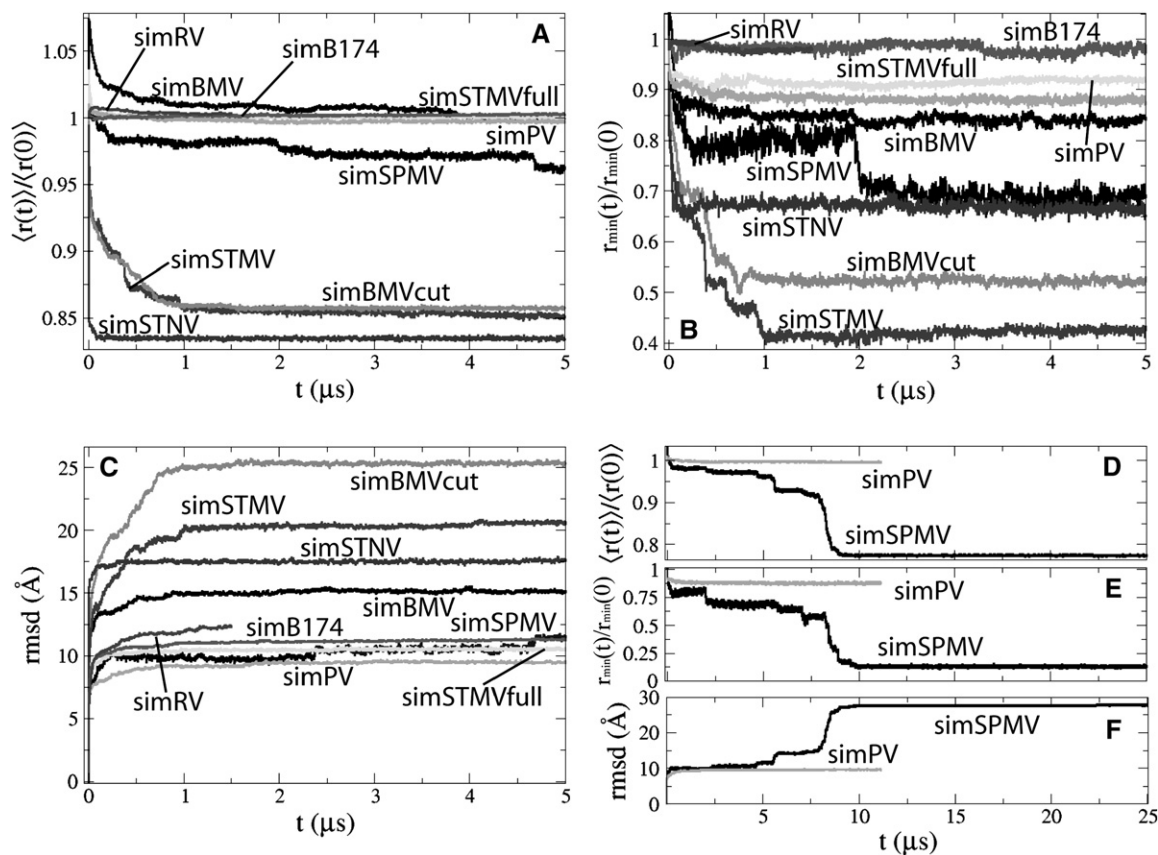 A
⟨r(t)⟩/⟨r(0)⟩
1.05
1
0.95
0.9
0.85
simRV
simB174
simBMV
simSTMVfull
simPV
simSPMV
simSTMV
simBMVcut
simSTNV
0 1 2 3 4 5
t (μs)
B
rmin(t)/rmin(0)
1
0.9
0.8
0.7
0.6
0.5
0.4
simRV
simB174
simSTMVfull
simBMV
simPV
simSPMV
simSTNV
simBMVcut
simSTMV
0 1 2 3 4 5
t (μs)
C
rmsd (Å)
25
20
15
10
5
0
simBMVcut
simSTMV
simSTNV
simBMV
simSPMV
simB174
simPV
simRV
simSTMVfull
0 1 2 3 4 5
t (μs)
D
⟨r(t)⟩/⟨r(0)⟩
1
0.9
0.8
simPV
simSPMV
E
rmin(t)/rmin(0)
1
0.75
0.5
0.25
0
simPV
simSPMV
F
rmsd (Å)
30
20
10
0
simSPMV
simPV
5 10 15 20 25
t (μs)